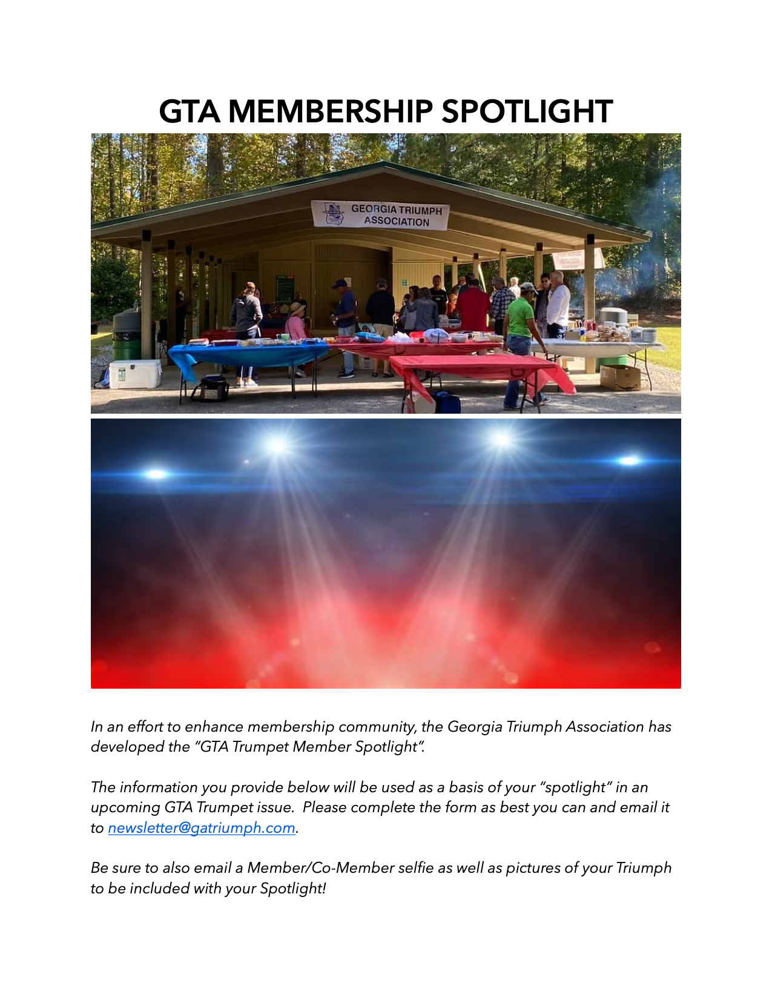 GTA MEMBERSHIP SPOTLIGHT
GEORGIA TRIUMPH
ASSOCIATION
In an effort to enhance membership community, the Georgia Triumph Association has
developed the “GTA Trumpet Member Spotlight”.
The information you provide below will be used as a basis of your “spotlight” in an
upcoming GTA Trumpet issue.  Please complete the form as best you can and email it
to newsletter@gatriumph.com.
Be sure to also email a Member/Co-Member selfie as well as pictures of your Triumph
to be included with your Spotlight!